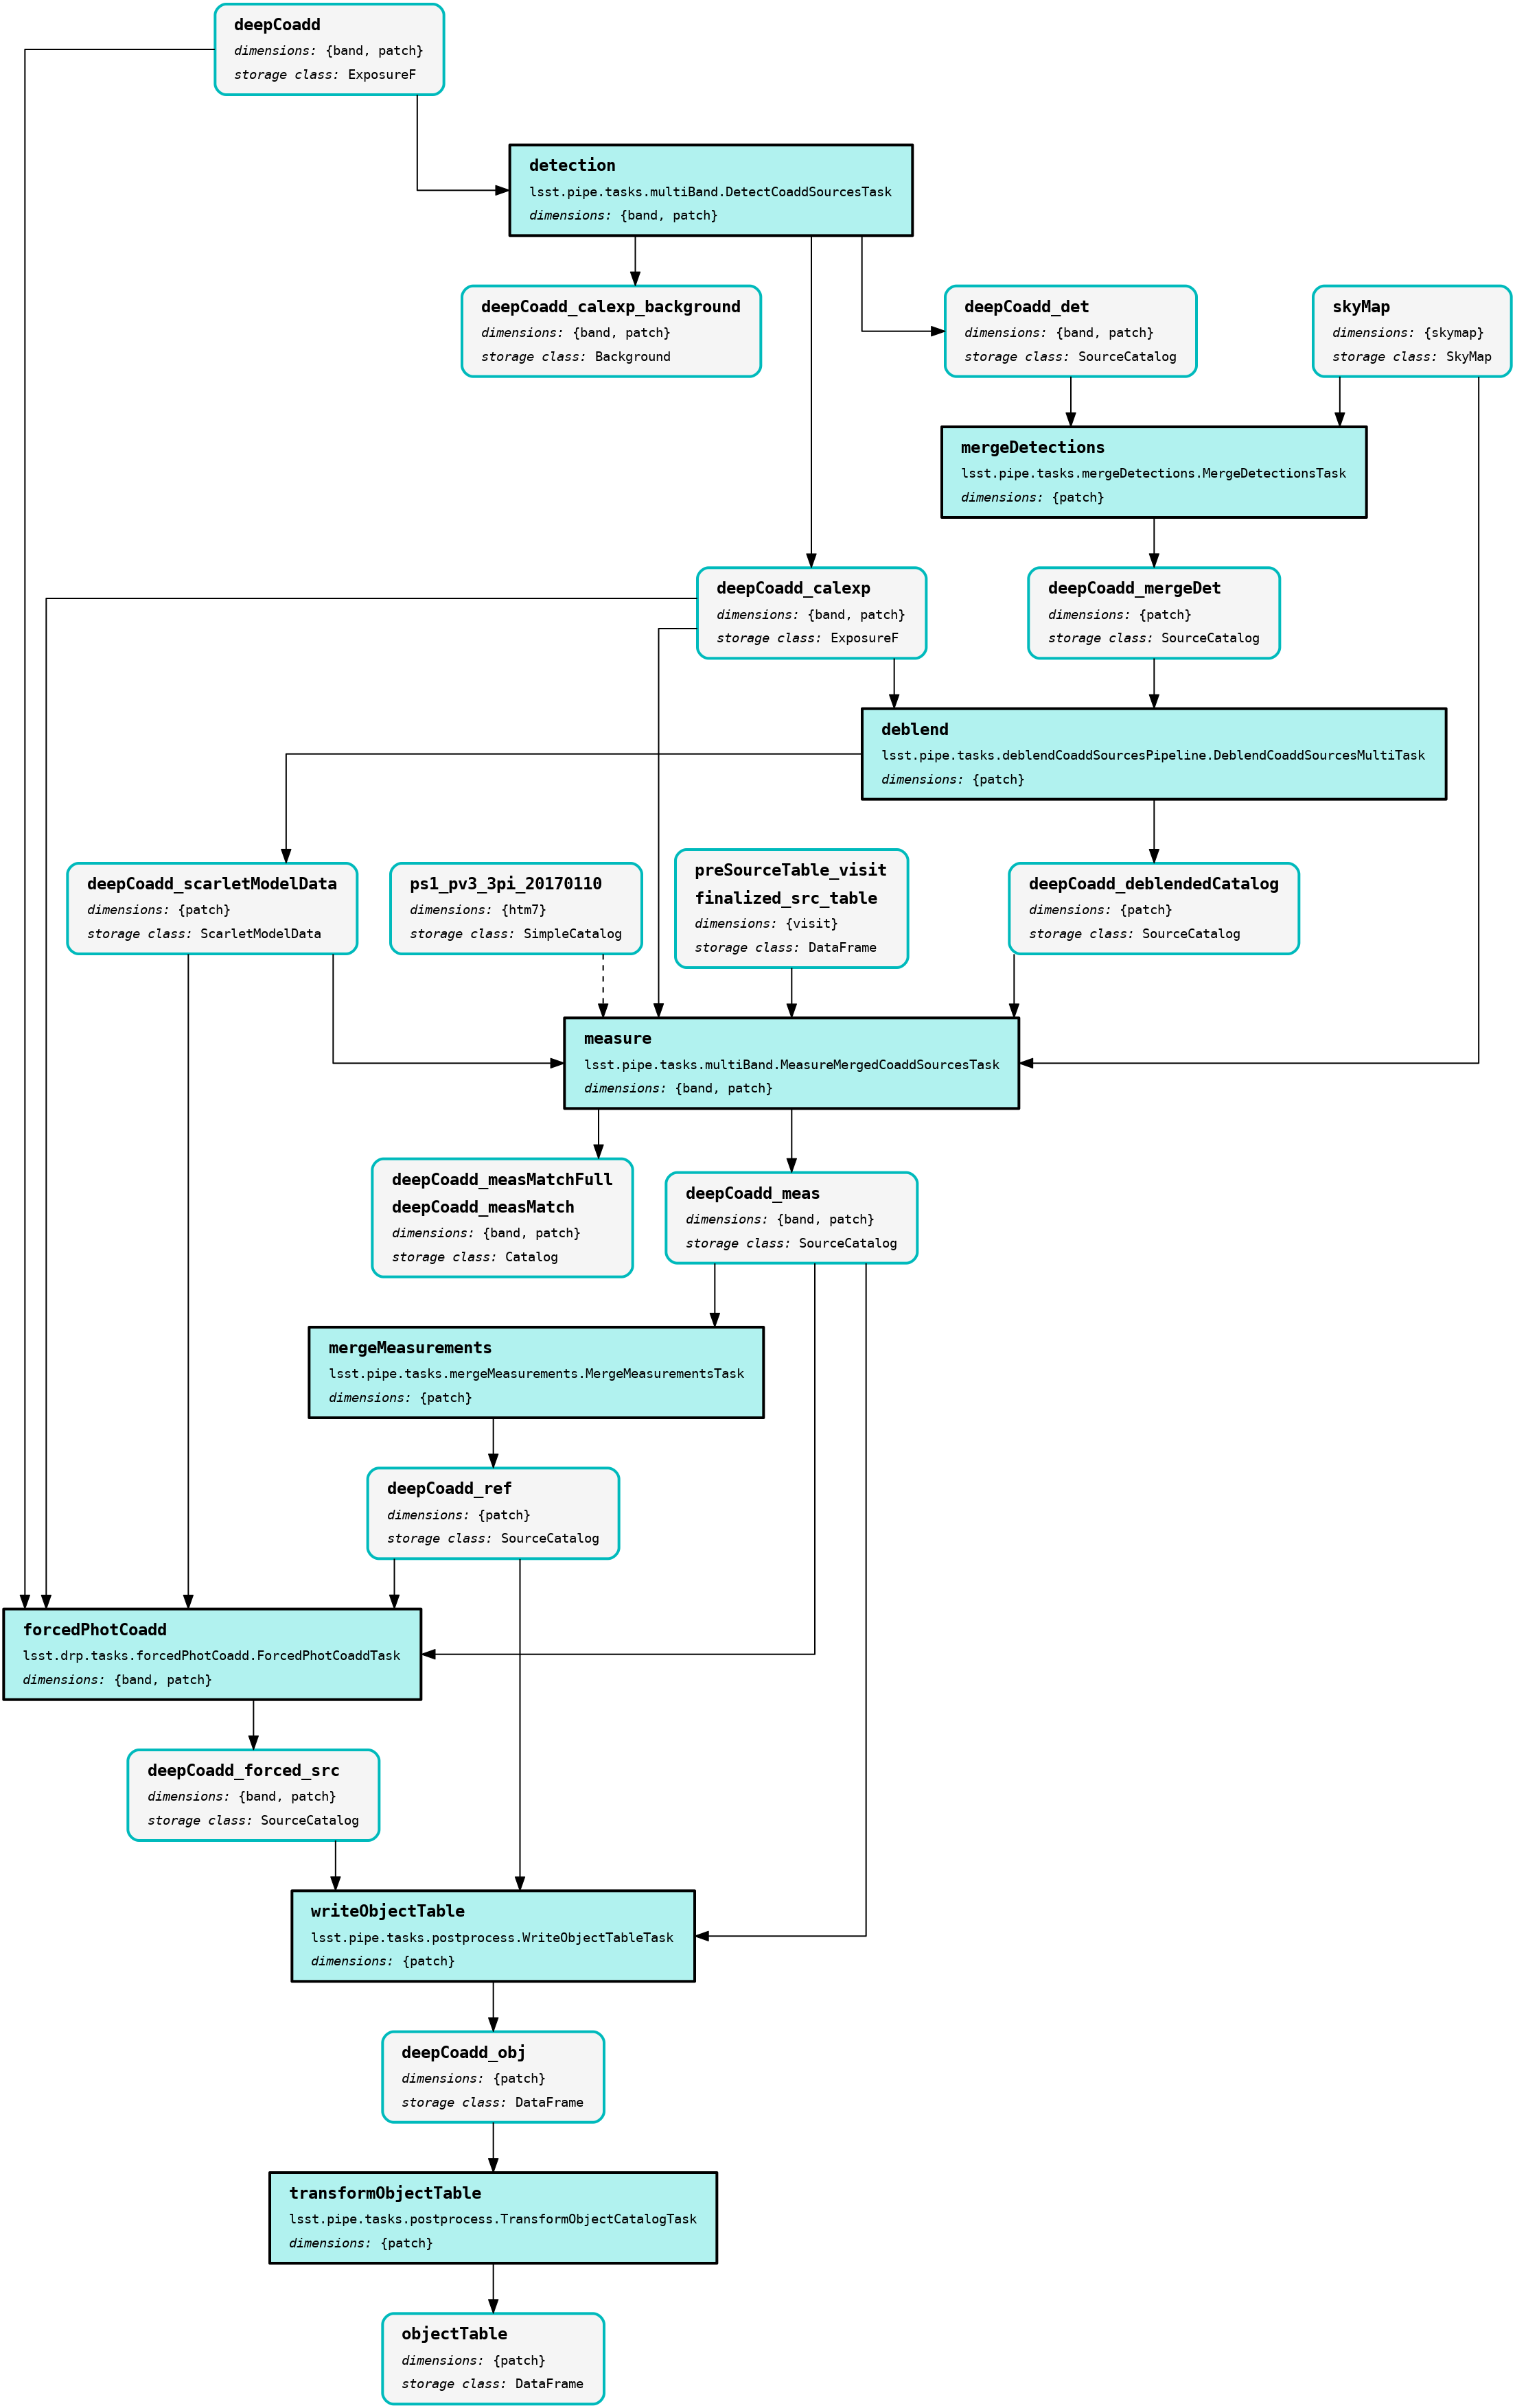 deepCoadd
dimensions: {band, patch}
storage class: ExposureF
detection
lsst.pipe.tasks.multiBand.DetectCoaddSourcesTask
dimensions: {band, patch}
deepCoadd_calexp_background
dimensions: {band, patch}
storage class: Background
deepCoadd_det
dimensions: {band, patch}
storage class: SourceCatalog
skyMap
dimensions: {skymap}
storage class: SkyMap
mergeDetections
lsst.pipe.tasks.mergeDetections.MergeDetectionsTask
dimensions: {patch}
deepCoadd_calexp
dimensions: {band, patch}
storage class: ExposureF
deepCoadd_mergeDet
dimensions: {patch}
storage class: SourceCatalog
deblend
lsst.pipe.tasks.deblendCoaddSourcesPipeline.DeblendCoaddSourcesMultiTask
dimensions: {patch}
deepCoadd_scarletModelData
dimensions: {patch}
storage class: ScarletModelData
ps1_pv3_3pi_20170110
dimensions: {htm7}
storage class: SimpleCatalog
preSourceTable_visit
finalized_src_table
dimensions: {visit}
storage class: DataFrame
deepCoadd_deblendedCatalog
dimensions: {patch}
storage class: SourceCatalog
measure
lsst.pipe.tasks.multiBand.MeasureMergedCoaddSourcesTask
dimensions: {band, patch}
deepCoadd_measMatchFull
deepCoadd_measMatch
dimensions: {band, patch}
storage class: Catalog
deepCoadd_meas
dimensions: {band, patch}
storage class: SourceCatalog
mergeMeasurements
lsst.pipe.tasks.mergeMeasurements.MergeMeasurementsTask
dimensions: {patch}
deepCoadd_ref
dimensions: {patch}
storage class: SourceCatalog
forcedPhotCoadd
lsst.drp.tasks.forcedPhotCoadd.ForcedPhotCoaddTask
dimensions: {band, patch}
deepCoadd_forced_src
dimensions: {band, patch}
storage class: SourceCatalog
writeObjectTable
lsst.pipe.tasks.postprocess.WriteObjectTableTask
dimensions: {patch}
deepCoadd_obj
dimensions: {patch}
storage class: DataFrame
transformObjectTable
lsst.pipe.tasks.postprocess.TransformObjectCatalogTask
dimensions: {patch}
objectTable
dimensions: {patch}
storage class: DataFrame